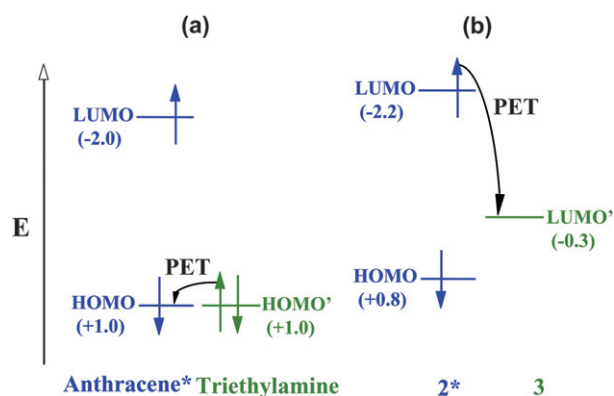 (a)
(b)
E
LUMO
(-2.0)
PET
HOMO
(+1.0)
HOMO'
(+1.0)
Anthracene* Triethylamine
LUMO
(-2.2)
PET
LUMO'
(-0.3)
HOMO
(+0.8)
2*
3